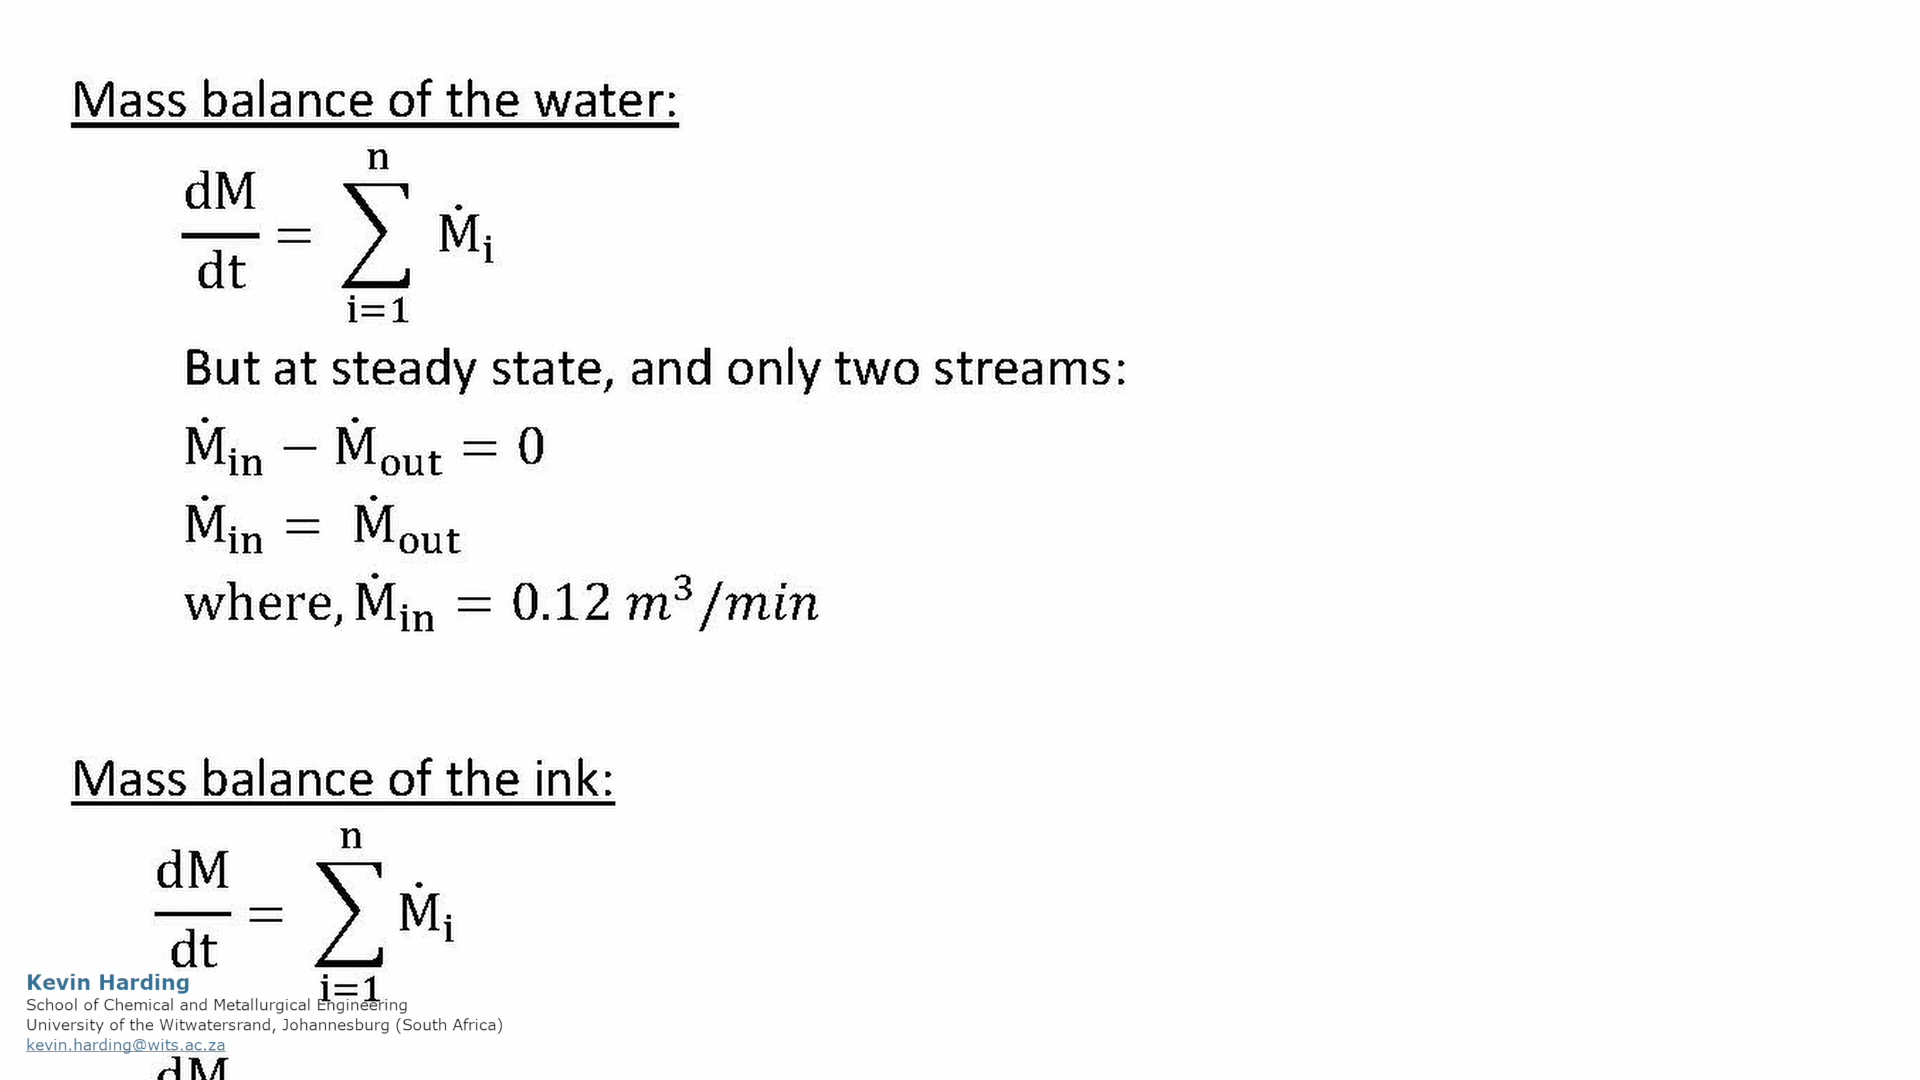 Mass balance of the water:
dM/dt = ∑_{i=1}^{n} Ṁ_i
But at steady state, and only two streams:
Ṁ_in − Ṁ_out = 0
Ṁ_in = Ṁ_out
where, Ṁ_in = 0.12 m³/min
Mass balance of the ink:
dM/dt = ∑_{i=1}^{n} Ṁ_i
Kevin Harding
School of Chemical and Metallurgical Engineering
University of the Witwatersrand, Johannesburg (South Africa)
kevin.harding@wits.ac.za
dM